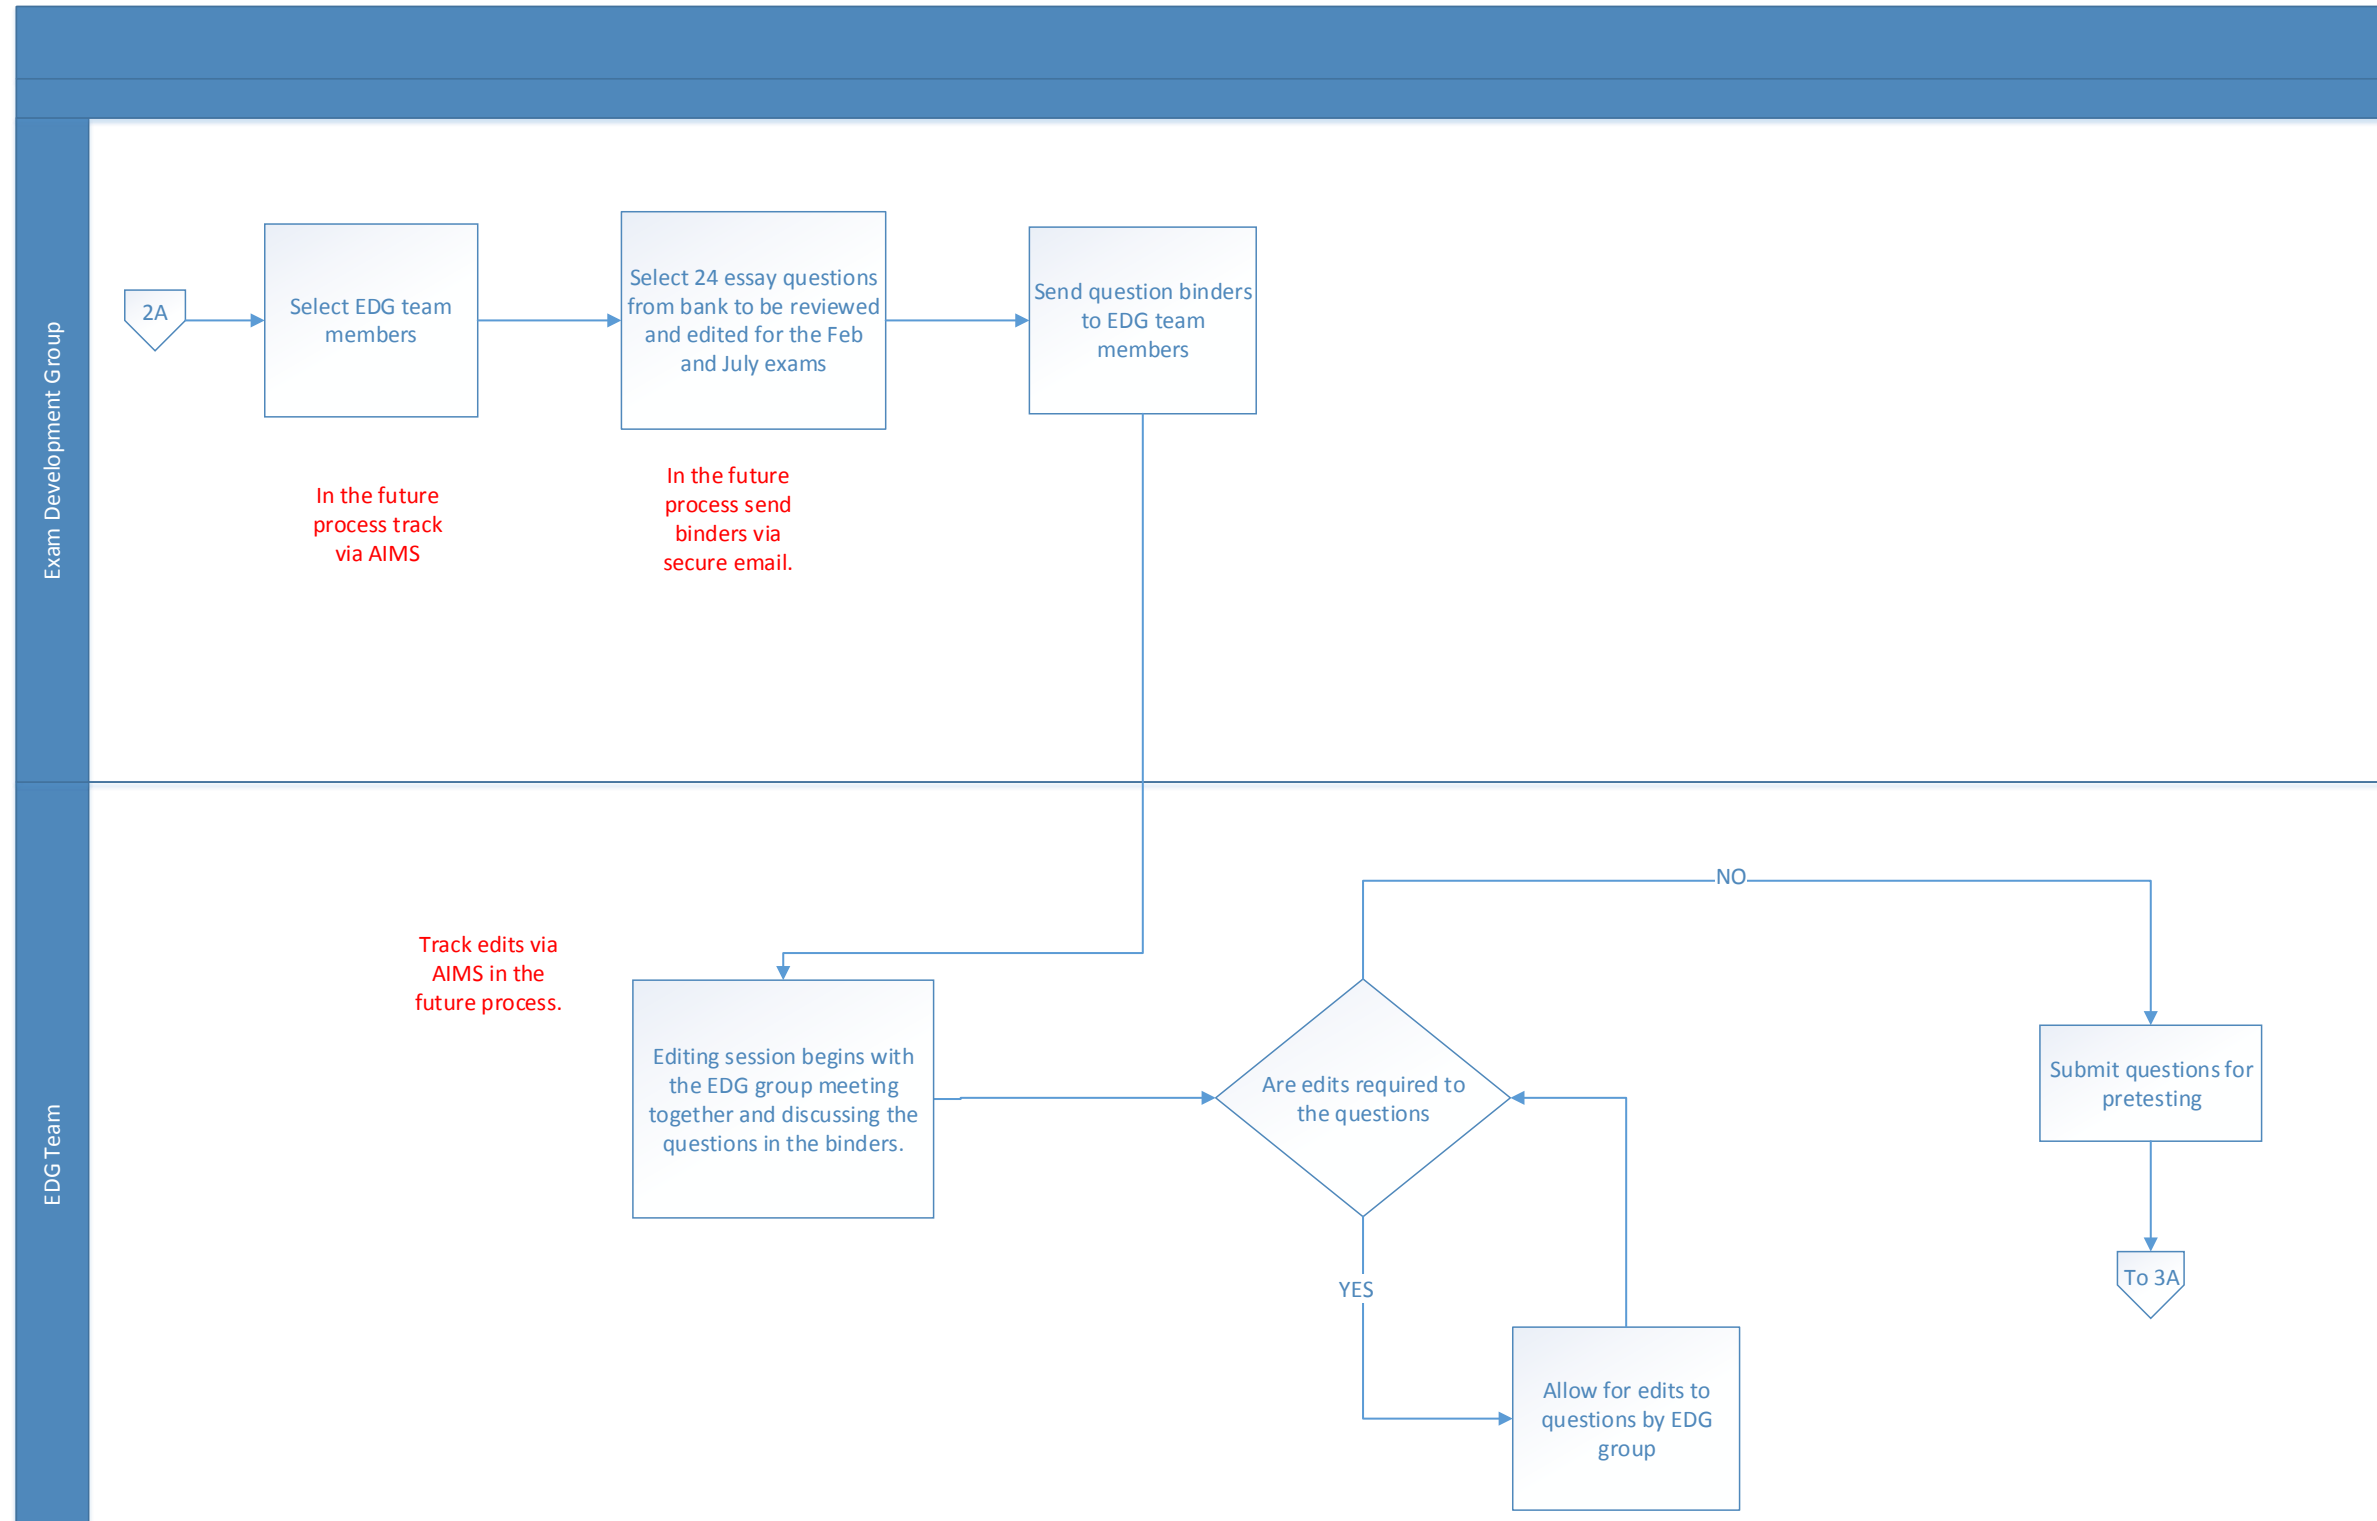 Exam Development Group
2A
Select EDG team
members
Select 24 essay questions
from bank to be reviewed
and edited for the Feb
and July exams
Send question binders
to EDG team
members
In the future
process track
via AIMS
In the future
process send
binders via
secure email.
EDG Team
Track edits via
AIMS in the
future process.
Editing session begins with
the EDG group meeting
together and discussing the
questions in the binders.
Are edits required to
the questions
NO
YES
Allow for edits to
questions by EDG
group
Submit questions for
pretesting
To 3A